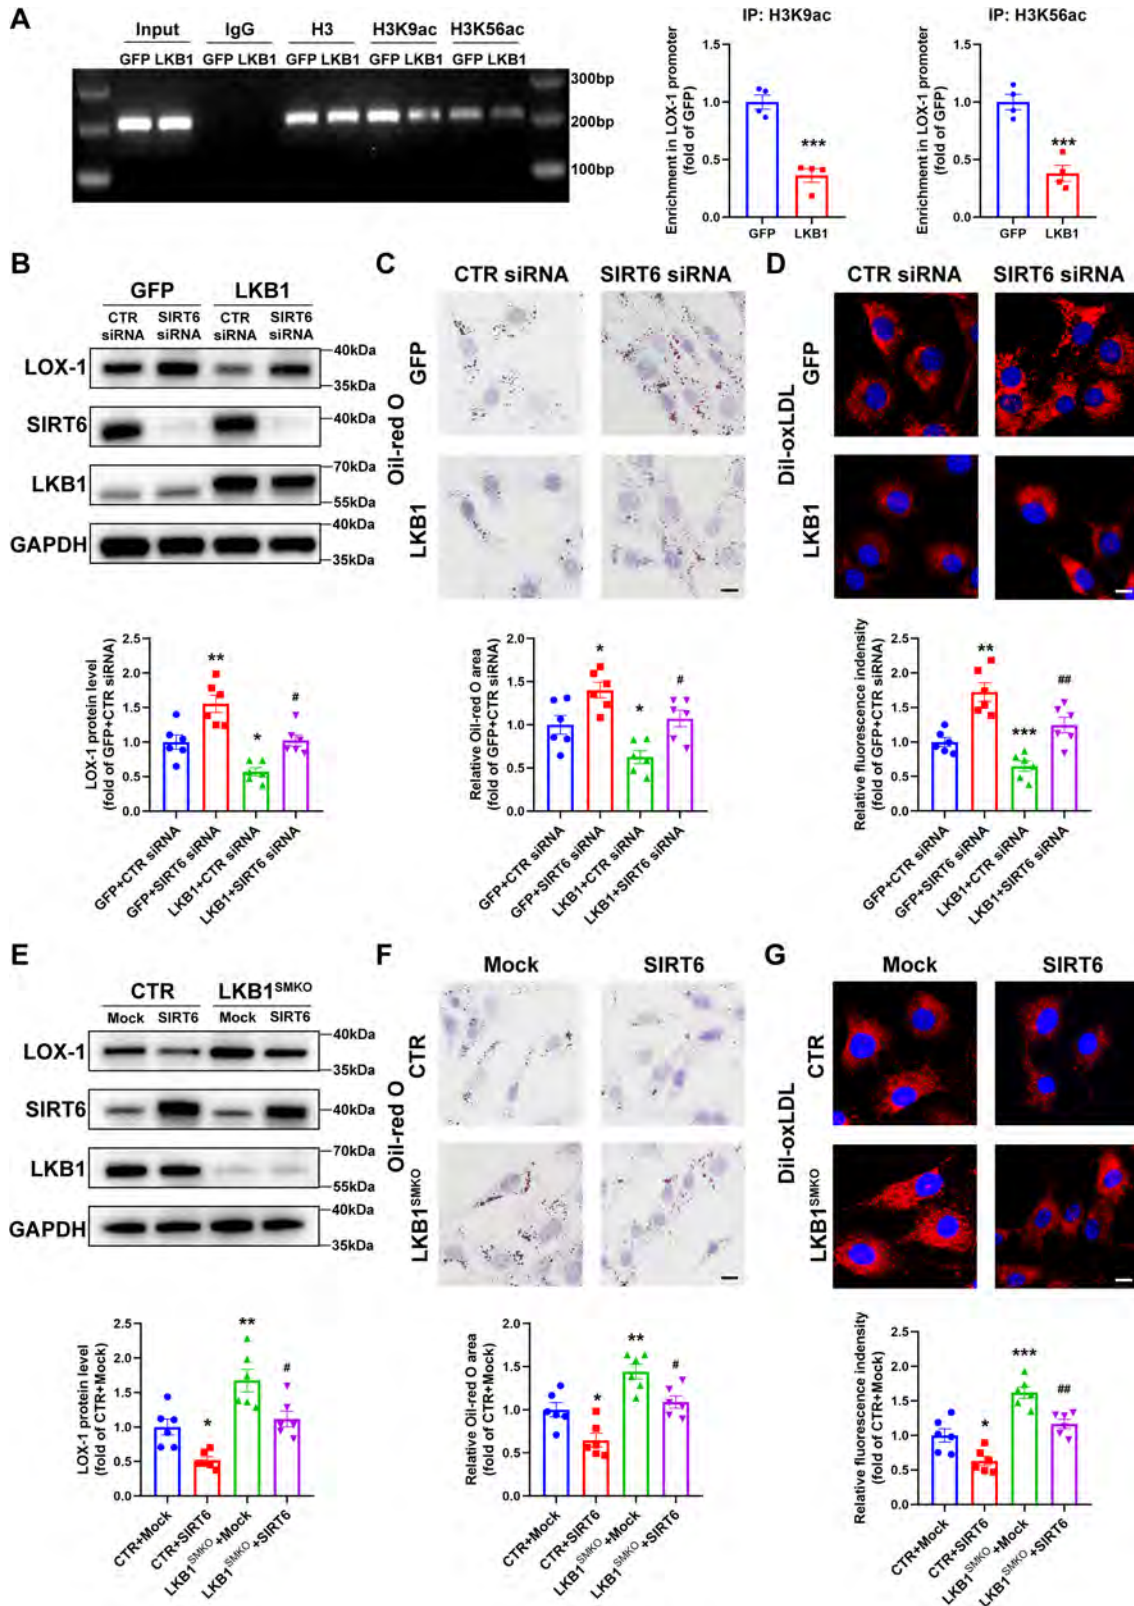 A
Input IgG H3 H3K9ac H3K56ac
GFP LKB1 GFP LKB1 GFP LKB1 GFP LKB1 GFP LKB1
300bp
200bp
100bp
IP: H3K9ac
Enrichment in LOX-1 promoter
(fold of GFP)
1.5
1.0
0.5
0.0
***
GFP LKB1
IP: H3K56ac
Enrichment in LOX-1 promoter
(fold of GFP)
1.5
1.0
0.5
0.0
***
GFP LKB1
B
GFP LKB1
CTR siRNA SIRT6 siRNA CTR siRNA SIRT6 siRNA
LOX-1
40kDa
35kDa
SIRT6
40kDa
LKB1
70kDa
55kDa
GAPDH
40kDa
35kDa
LOX-1 protein level
(fold of GFP+CTR siRNA)
2.5
2.0
1.5
1.0
0.5
0.0
**
*
#
GFP+CTR siRNA
GFP+SIRT6 siRNA
LKB1+CTR siRNA
LKB1+SIRT6 siRNA
C
CTR siRNA SIRT6 siRNA
Oil-red O
GFP
LKB1
Relative Oil-red O area
(fold of GFP+CTR siRNA)
2.0
1.5
1.0
0.5
0.0
*
*
#
GFP+CTR siRNA
GFP+SIRT6 siRNA
LKB1+CTR siRNA
LKB1+SIRT6 siRNA
D
CTR siRNA SIRT6 siRNA
Dil-oxLDL
GFP
LKB1
Relative fluorescence indensity
(fold of GFP+CTR siRNA)
2.5
2.0
1.5
1.0
0.5
0.0
**
***
##
GFP+CTR siRNA
GFP+SIRT6 siRNA
LKB1+CTR siRNA
LKB1+SIRT6 siRNA
E
CTR LKB1SMKO
Mock SIRT6 Mock SIRT6
LOX-1
40kDa
35kDa
SIRT6
40kDa
LKB1
70kDa
55kDa
GAPDH
40kDa
35kDa
LOX-1 protein level
(fold of CTR+Mock)
2.5
2.0
1.5
1.0
0.5
0.0
*
**
#
CTR+Mock
CTR+SIRT6
LKB1SMKO+Mock
LKB1SMKO+SIRT6
F
Mock SIRT6
Oil-red O
CTR
LKB1SMKO
Relative Oil-red O area
(fold of CTR+Mock)
2.0
1.5
1.0
0.5
0.0
*
**
#
CTR+Mock
CTR+SIRT6
LKB1SMKO+Mock
LKB1SMKO+SIRT6
G
Mock SIRT6
Dil-oxLDL
CTR
LKB1SMKO
Relative fluorescence indensity
(fold of CTR+Mock)
2.5
2.0
1.5
1.0
0.5
0.0
*
***
##
CTR+Mock
CTR+SIRT6
LKB1SMKO+Mock
LKB1SMKO+SIRT6